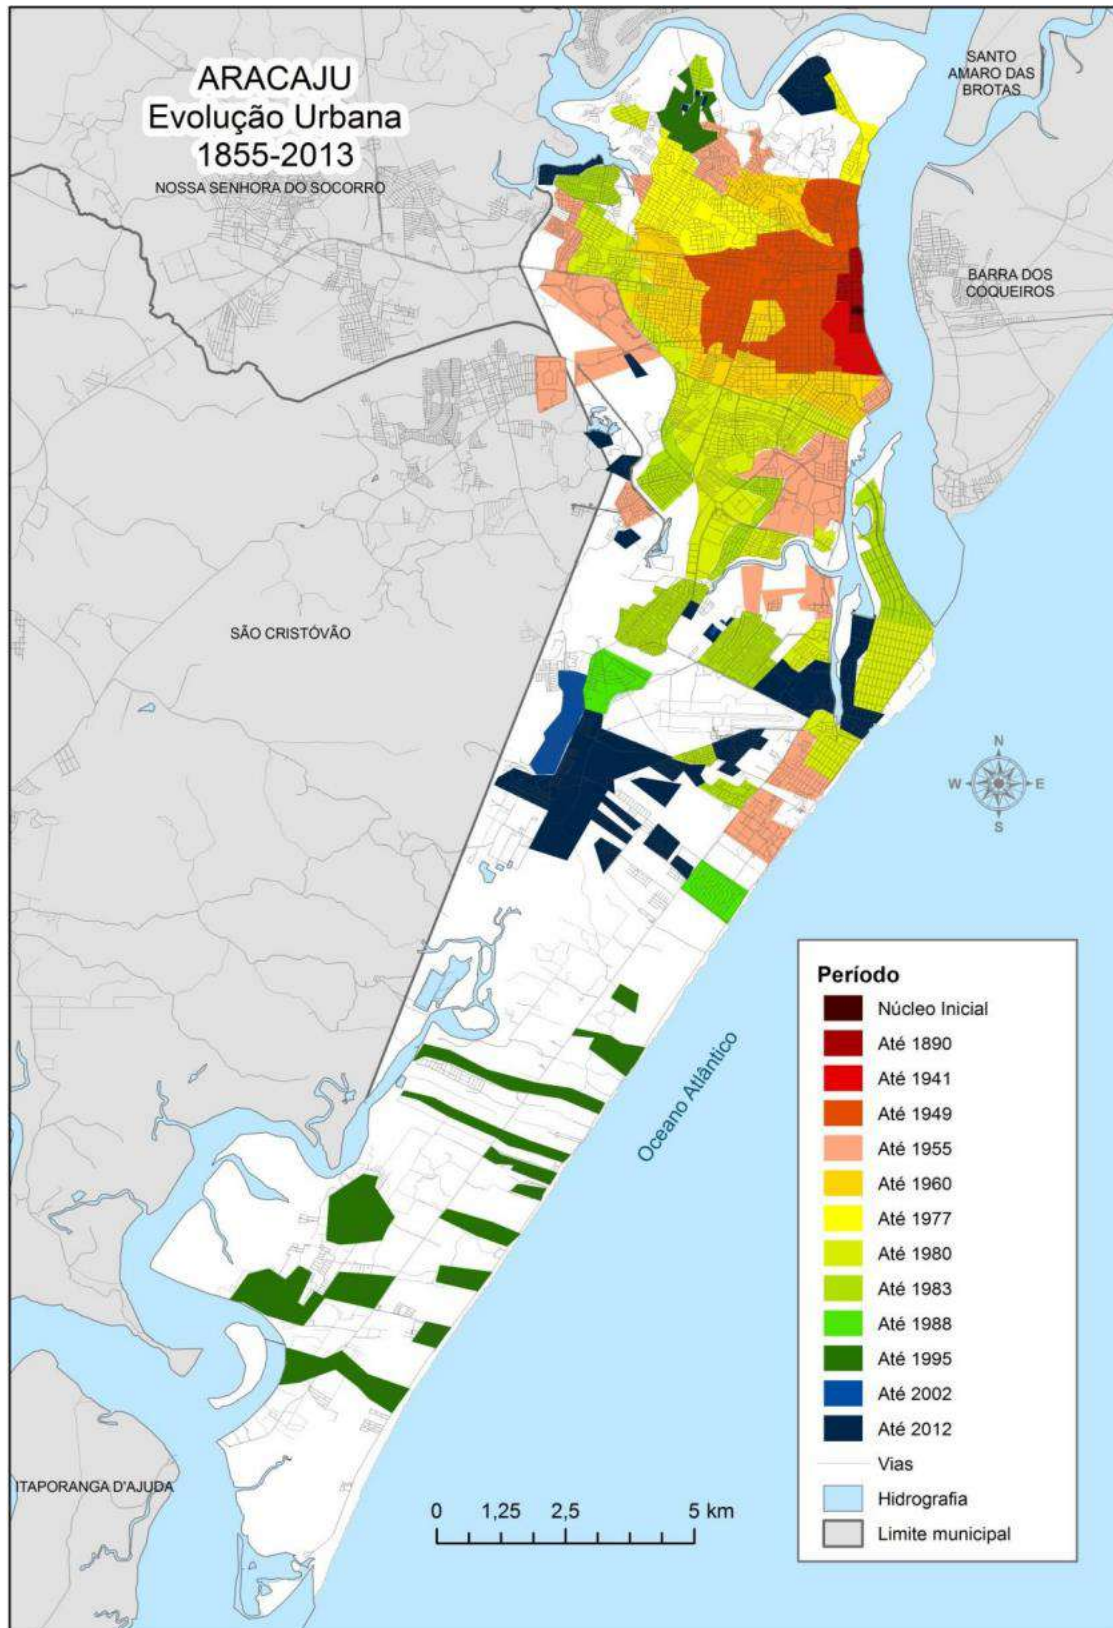 ARACAJU
Evolução Urbana
1855-2013
NOSSA SENHORA DO SOCORRO
SANTO
AMARO DAS
BROTAS
BARRA DOS
COQUEIROS
SÃO CRISTÓVÃO
N
W
E
S
Oceano Atlântico
ITAPORANGA D'AJUDA
0 1,25 2,5 5 km
Período
Núcleo Inicial
Até 1890
Até 1941
Até 1949
Até 1955
Até 1960
Até 1977
Até 1980
Até 1983
Até 1988
Até 1995
Até 2002
Até 2012
Vias
Hidrografia
Limite municipal